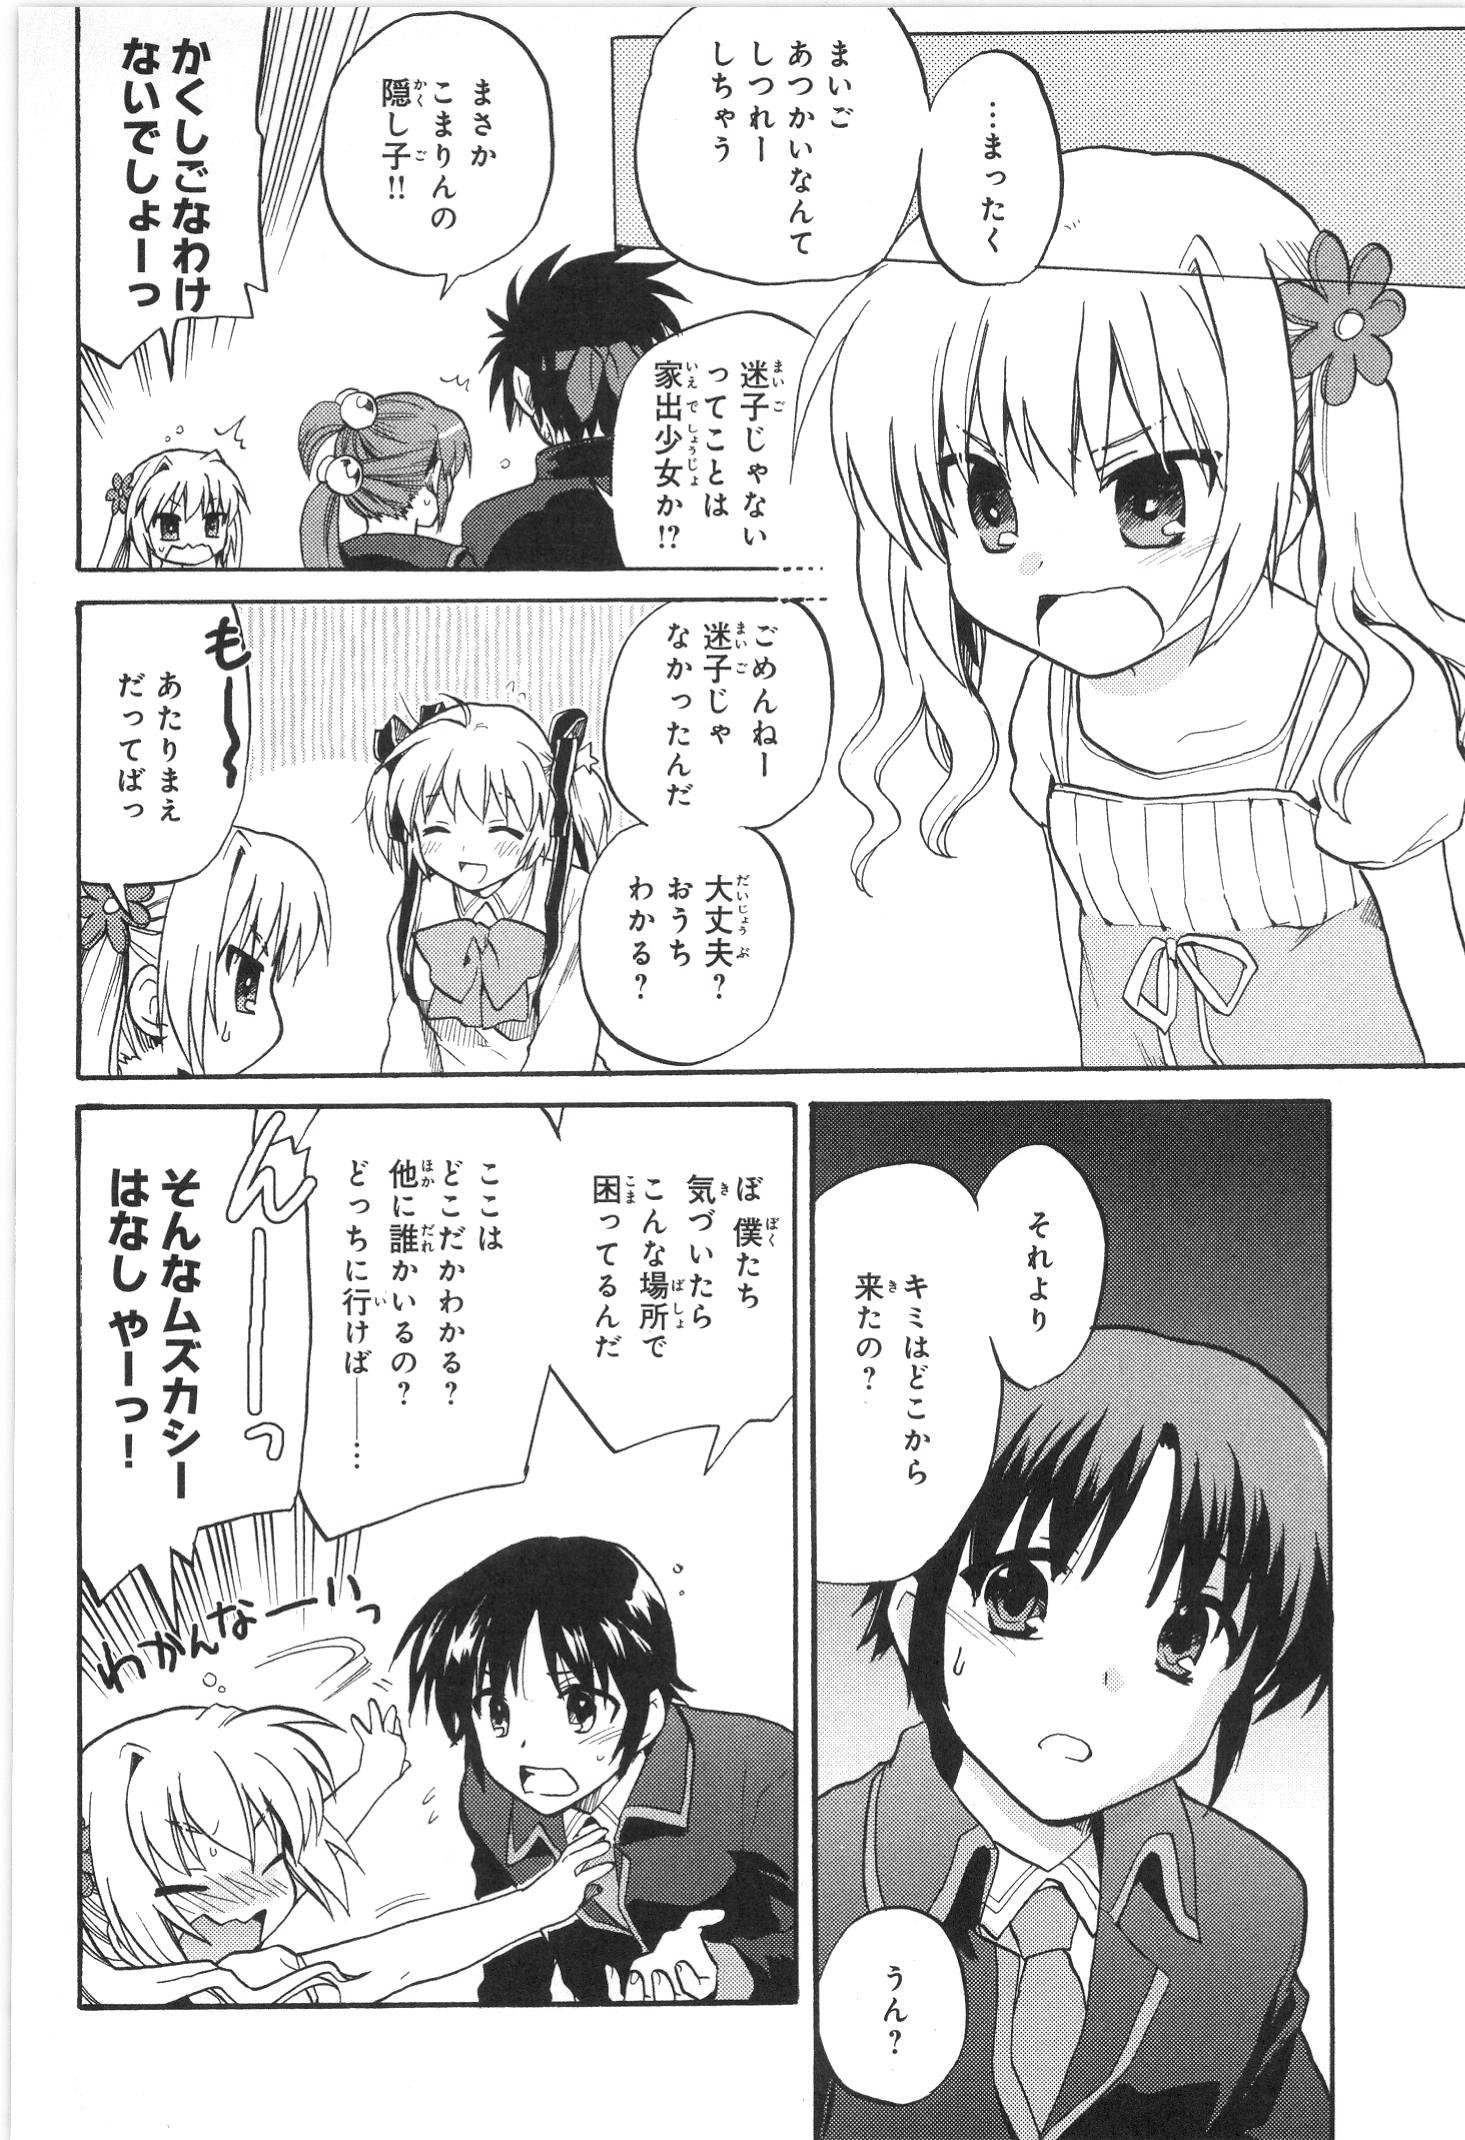 …まったく
まいご
あつかいなんて
しつれー
しちゃう
迷子じゃない
ってことは
家出少女か!?
まさか
こまりんの
隠し子!!
かくしごなわけ
ないでしょーっ
ごめんねー
迷子じゃ
なかったんだ
大丈夫?
おうち
わかる?
も〜〜
あたりまえ
だってばっ
それより
キミはどこから
来たの?
うん?
ぼ 僕たち
気づいたら
こんな場所で
困ってるんだ
ここは
どこだかわかる?
他に誰かいるの?
どっちに行けば――…
んーーっ
そんなムズカシー
はなし やーっ!
わかんなーいっ